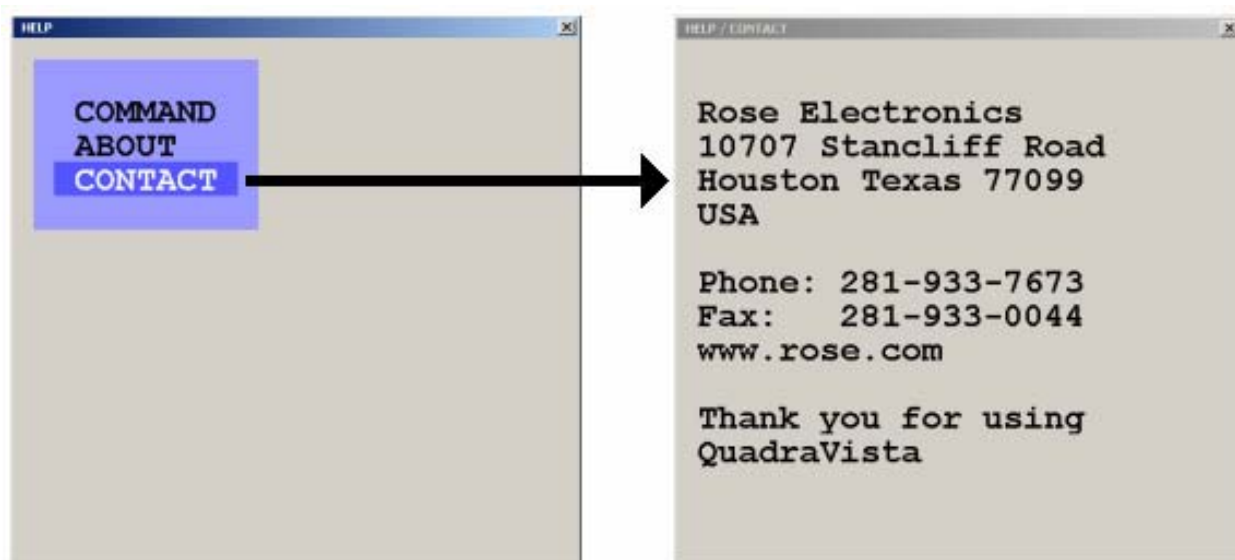 HELP
COMMAND
ABOUT
CONTACT
HELP / CONTACT
Rose Electronics
10707 Stancliff Road
Houston Texas 77099
USA
Phone: 281-933-7673
Fax: 281-933-0044
www.rose.com
Thank you for using
QuadraVista